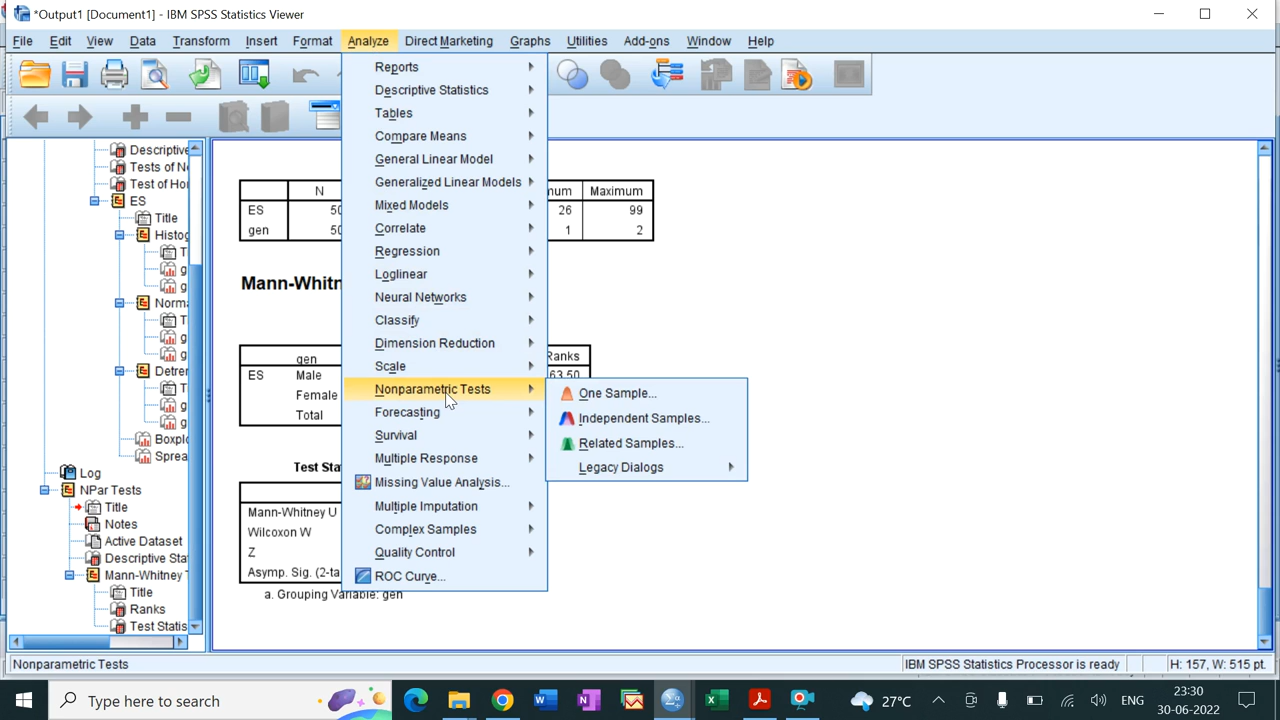 *Output1 [Document1] - IBM SPSS Statistics Viewer
File Edit View Data Transform Insert Format Analyze Direct Marketing Graphs Utilities Add-ons Window Help
Reports
Descriptive Statistics
Tables
Compare Means
General Linear Model
Generalized Linear Models
Mixed Models
Correlate
Regression
Loglinear
Neural Networks
Classify
Dimension Reduction
Scale
Nonparametric Tests
Forecasting
Survival
Multiple Response
Missing Value Analysis...
Multiple Imputation
Complex Samples
Quality Control
ROC Curve...
One Sample...
Independent Samples...
Related Samples...
Legacy Dialogs
Descriptive
Tests of No
Test of Hor
ES
Title
Histog
T
g
g
Norma
T
g
g
Detre
T
g
g
Boxplo
Sprea
Log
NPar Tests
Title
Notes
Active Dataset
Descriptive Sta
Mann-Whitney T
Title
Ranks
Test Statis
N mum Maximum
ES 50 26 99
gen 50 1 2
Mann-Whitn
gen Ranks
ES Male 63.50
Female
Total
Test Sta
Mann-Whitney U
Wilcoxon W
Z
Asymp. Sig. (2-ta
a. Grouping Variable: gen
Nonparametric Tests IBM SPSS Statistics Processor is ready H: 157, W: 515 pt.
Type here to search 27°C ENG 23:30
30-06-2022